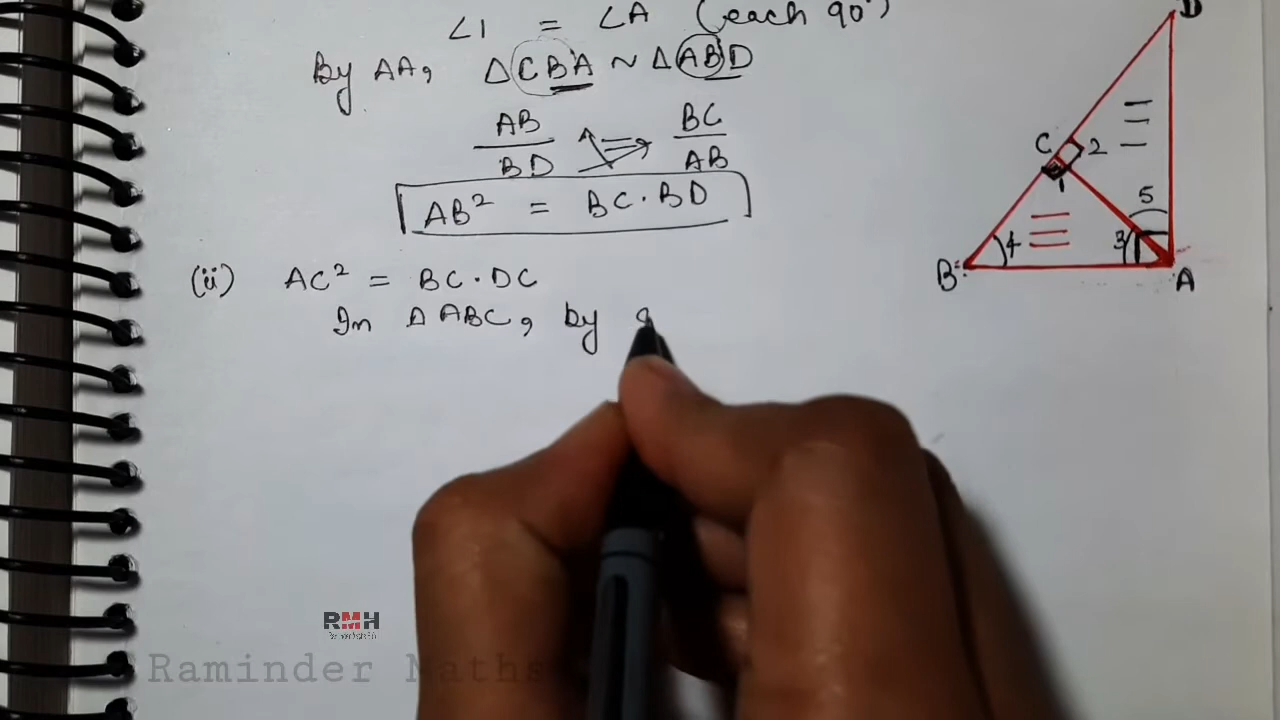 ∠1 = ∠A (each 90°)
By AA, ΔCBA ~ ΔABD
AB/BD = BC/AB
AB² = BC·BD
(ii) AC² = BC·DC
In ΔABC, by
D
C
2
1
5
4
3
B
A
RMH
Raminder Maths